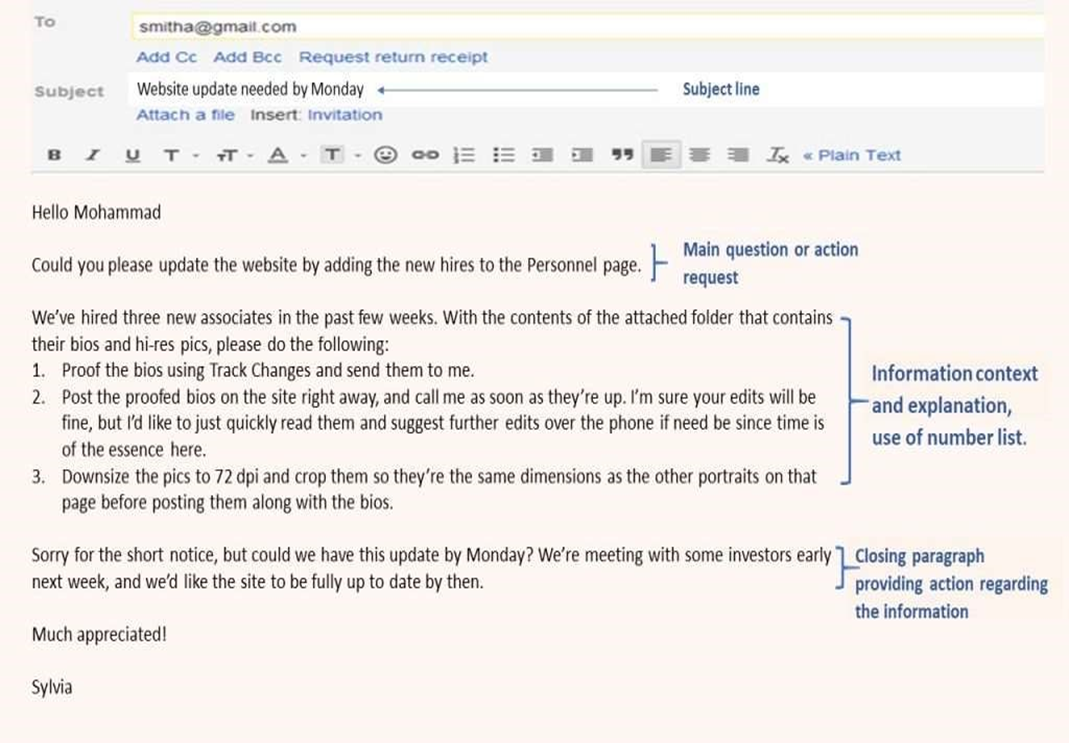 To
smitha@gmail.com
Add Cc Add Bcc Request return receipt
Subject
Website update needed by Monday
Subject line
Attach a file Insert: Invitation
B I U T T A T « Plain Text
Hello Mohammad
Could you please update the website by adding the new hires to the Personnel page.
Main question or action
request
We've hired three new associates in the past few weeks. With the contents of the attached folder that contains
their bios and hi-res pics, please do the following:
1. Proof the bios using Track Changes and send them to me.
2. Post the proofed bios on the site right away, and call me as soon as they're up. I'm sure your edits will be
fine, but I'd like to just quickly read them and suggest further edits over the phone if need be since time is
of the essence here.
3. Downsize the pics to 72 dpi and crop them so they're the same dimensions as the other portraits on that
page before posting them along with the bios.
Information context
and explanation,
use of number list.
Sorry for the short notice, but could we have this update by Monday? We're meeting with some investors early
next week, and we'd like the site to be fully up to date by then.
Closing paragraph
providing action regarding
the information
Much appreciated!
Sylvia